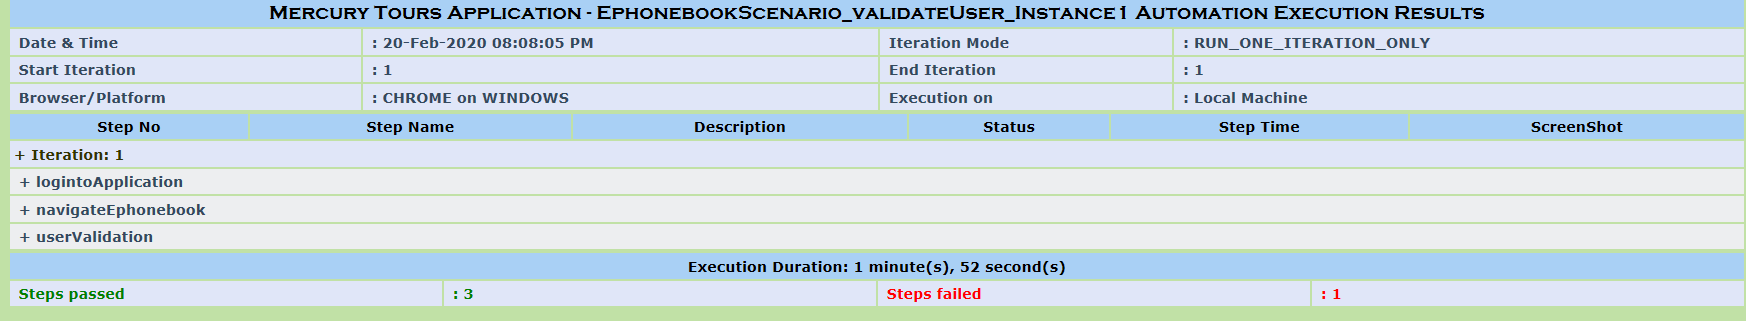 Mercury Tours Application - EphonebookScenario_validateUser_Instance1 Automation Execution Results
Date & Time : 20-Feb-2020 08:08:05 PM Iteration Mode : RUN_ONE_ITERATION_ONLY
Start Iteration : 1 End Iteration : 1
Browser/Platform : CHROME on WINDOWS Execution on : Local Machine
Step No Step Name Description Status Step Time ScreenShot
+ Iteration: 1
+ logintoApplication
+ navigateEphonebook
+ userValidation
Execution Duration: 1 minute(s), 52 second(s)
Steps passed : 3 Steps failed : 1